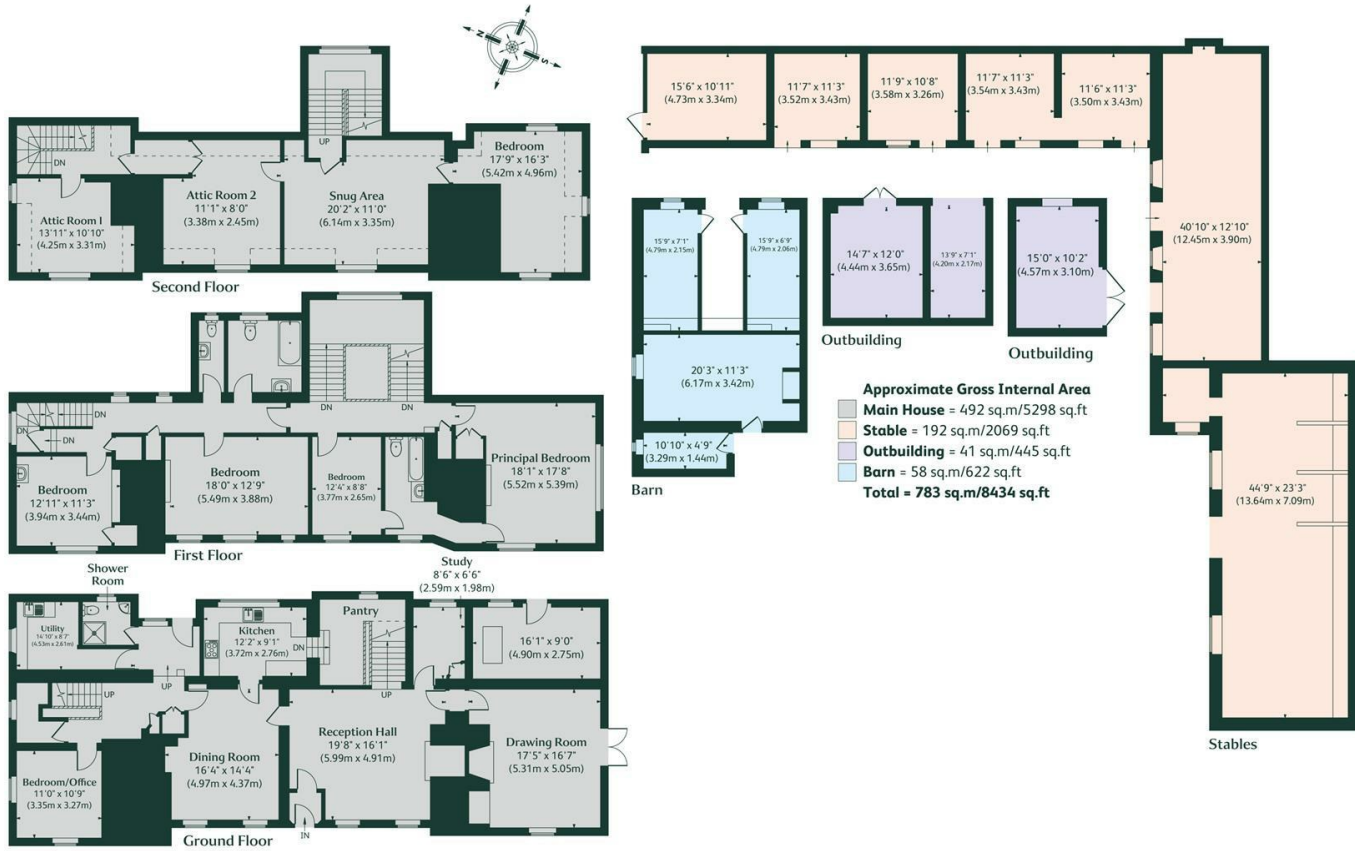 N
S
UP
DN
Attic Room 1
13'11" x 10'10"
(4.25m x 3.31m)
Attic Room 2
11'1" x 8'0"
(3.38m x 2.45m)
Snug Area
20'2" x 11'0"
(6.14m x 3.35m)
Bedroom
17'9" x 16'3"
(5.42m x 4.96m)
Second Floor
DN
DN
DN
DN
DN
Bedroom
12'11" x 11'3"
(3.94m x 3.44m)
Bedroom
18'0" x 12'9"
(5.49m x 3.88m)
Bedroom
12'4" x 8'8"
(3.77m x 2.65m)
Principal Bedroom
18'1" x 17'8"
(5.52m x 5.39m)
First Floor
Shower
Room
Study
8'6" x 6'6"
(2.59m x 1.98m)
Utility
14'10" x 8'7"
(4.53m x 2.61m)
Kitchen
12'2" x 9'1"
(3.72m x 2.76m)
DN
Pantry
16'1" x 9'0"
(4.90m x 2.75m)
UP
UP
UP
Bedroom/Office
11'0" x 10'9"
(3.35m x 3.27m)
Dining Room
16'4" x 14'4"
(4.97m x 4.37m)
Reception Hall
19'8" x 16'1"
(5.99m x 4.91m)
Drawing Room
17'5" x 16'7"
(5.31m x 5.05m)
IN
Ground Floor
15'6" x 10'11"
(4.73m x 3.34m)
11'7" x 11'3"
(3.52m x 3.43m)
11'9" x 10'8"
(3.58m x 3.26m)
11'7" x 11'3"
(3.54m x 3.43m)
11'6" x 11'3"
(3.50m x 3.43m)
40'10" x 12'10"
(12.45m x 3.90m)
44'9" x 23'3"
(13.64m x 7.09m)
Stables
15'9" x 7'1"
(4.79m x 2.15m)
15'9" x 6'9"
(4.79m x 2.06m)
20'3" x 11'3"
(6.17m x 3.42m)
10'10" x 4'9"
(3.29m x 1.44m)
Barn
14'7" x 12'0"
(4.44m x 3.65m)
13'9" x 7'1"
(4.20m x 2.17m)
Outbuilding
15'0" x 10'2"
(4.57m x 3.10m)
Outbuilding
Approximate Gross Internal Area
Main House = 492 sq.m/5298 sq.ft
Stable = 192 sq.m/2069 sq.ft
Outbuilding = 41 sq.m/445 sq.ft
Barn = 58 sq.m/622 sq.ft
Total = 783 sq.m/8434 sq.ft